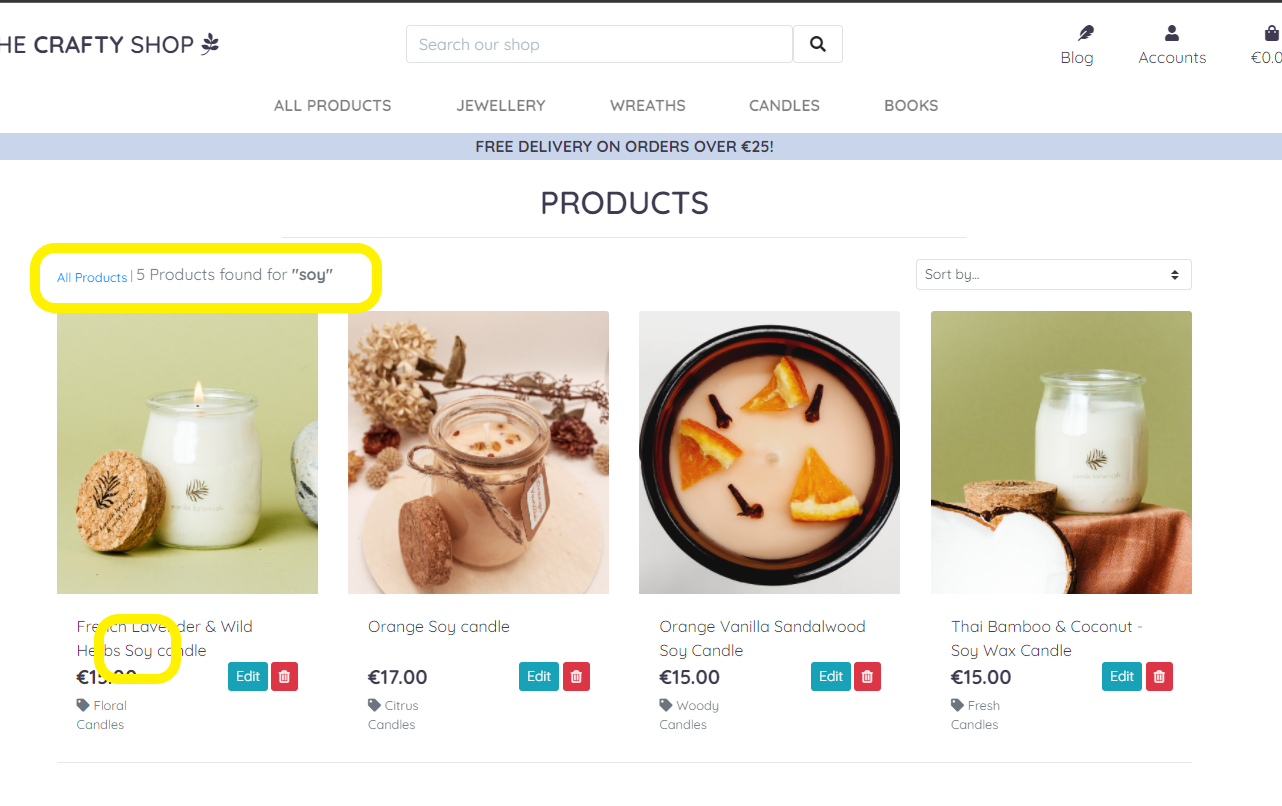 HE CRAFTY SHOP
Search our shop
Blog
Accounts
€0.0
ALL PRODUCTS JEWELLERY WREATHS CANDLES BOOKS
FREE DELIVERY ON ORDERS OVER €25!
PRODUCTS
All Products | 5 Products found for "soy"
Sort by...
French Lavender & Wild
Herbs Soy candle
€15.00
Edit
Floral
Candles
Orange Soy candle
€17.00
Edit
Citrus
Candles
Orange Vanilla Sandalwood
Soy Candle
€15.00
Edit
Woody
Candles
Thai Bamboo & Coconut -
Soy Wax Candle
€15.00
Edit
Fresh
Candles